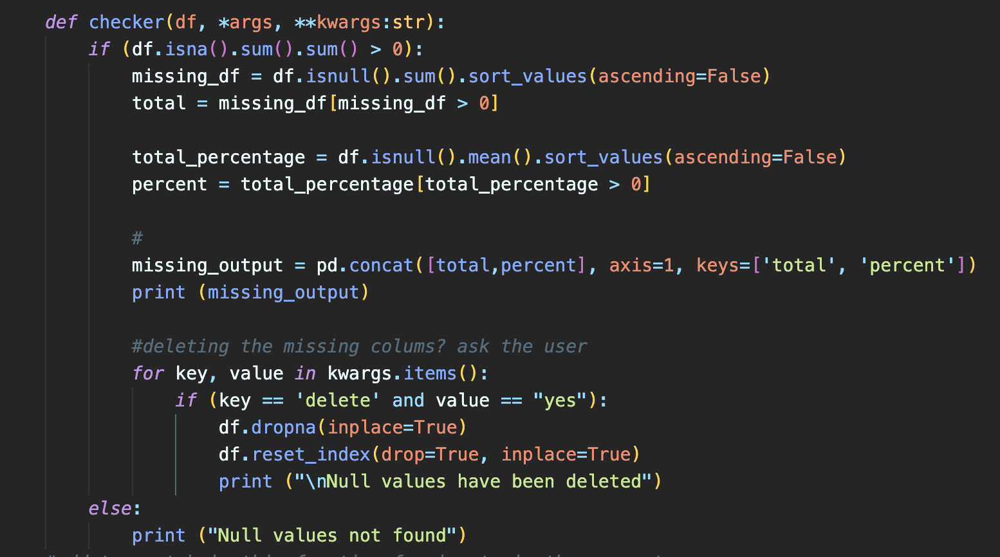 def checker(df, *args, **kwargs:str):
if (df.isna().sum().sum() > 0):
missing_df = df.isnull().sum().sort_values(ascending=False)
total = missing_df[missing_df > 0]
total_percentage = df.isnull().mean().sort_values(ascending=False)
percent = total_percentage[total_percentage > 0]
#
missing_output = pd.concat([total,percent], axis=1, keys=['total', 'percent'])
print (missing_output)
#deleting the missing colums? ask the user
for key, value in kwargs.items():
if (key == 'delete' and value == "yes"):
df.dropna(inplace=True)
df.reset_index(drop=True, inplace=True)
print ("\nNull values have been deleted")
else:
print ("Null values not found")